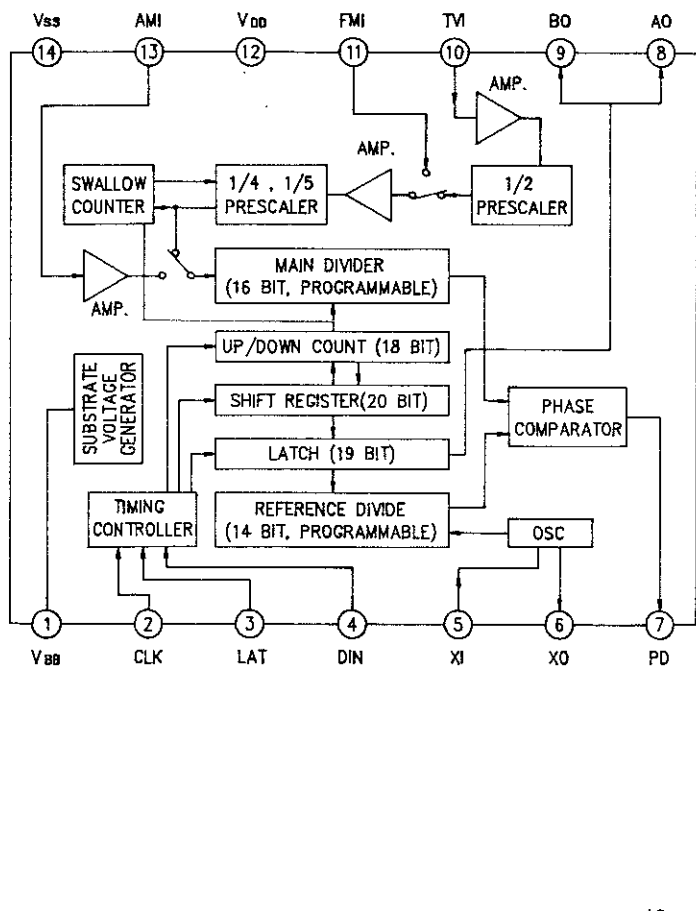 VSS AMI VDD FMI TVI BO AO
14 13 12 11 10 9 8
AMP.
AMP.
SWALLOW
COUNTER
1/4 , 1/5
PRESCALER
1/2
PRESCALER
MAIN DIVIDER
(16 BIT, PROGRAMMABLE)
AMP.
UP/DOWN COUNT (18 BIT)
SUBSTRATE
VOLTAGE
GENERATOR
SHIFT REGISTER(20 BIT)
PHASE
COMPARATOR
LATCH (19 BIT)
TIMING
CONTROLLER
REFERENCE DIVIDE
(14 BIT, PROGRAMMABLE)
OSC
1 2 3 4 5 6 7
VBB CLK LAT DIN XI XO PD